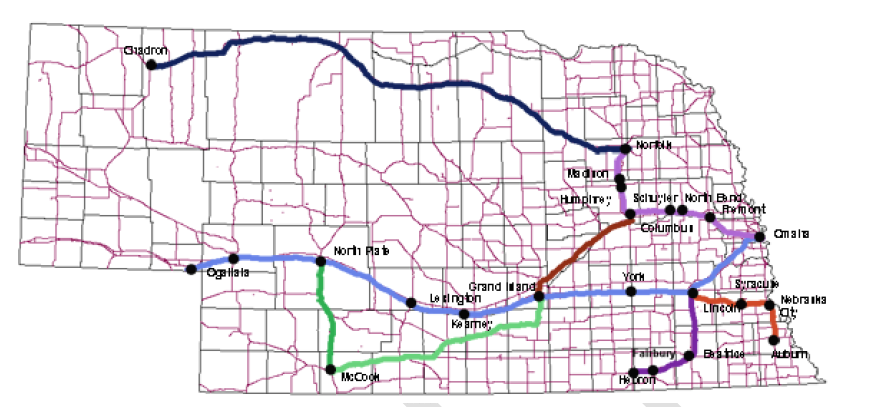 Chadron
Norfolk
Madison
Humphrey
Schuyler
North Bend
Fremont
Columbus
Omaha
North Platte
Ogallala
Grand Island
York
Syracuse
Lexington
Lincoln
Nebraska
City
Kearney
Fairbury
Beatrice
Auburn
McCook
Hebron